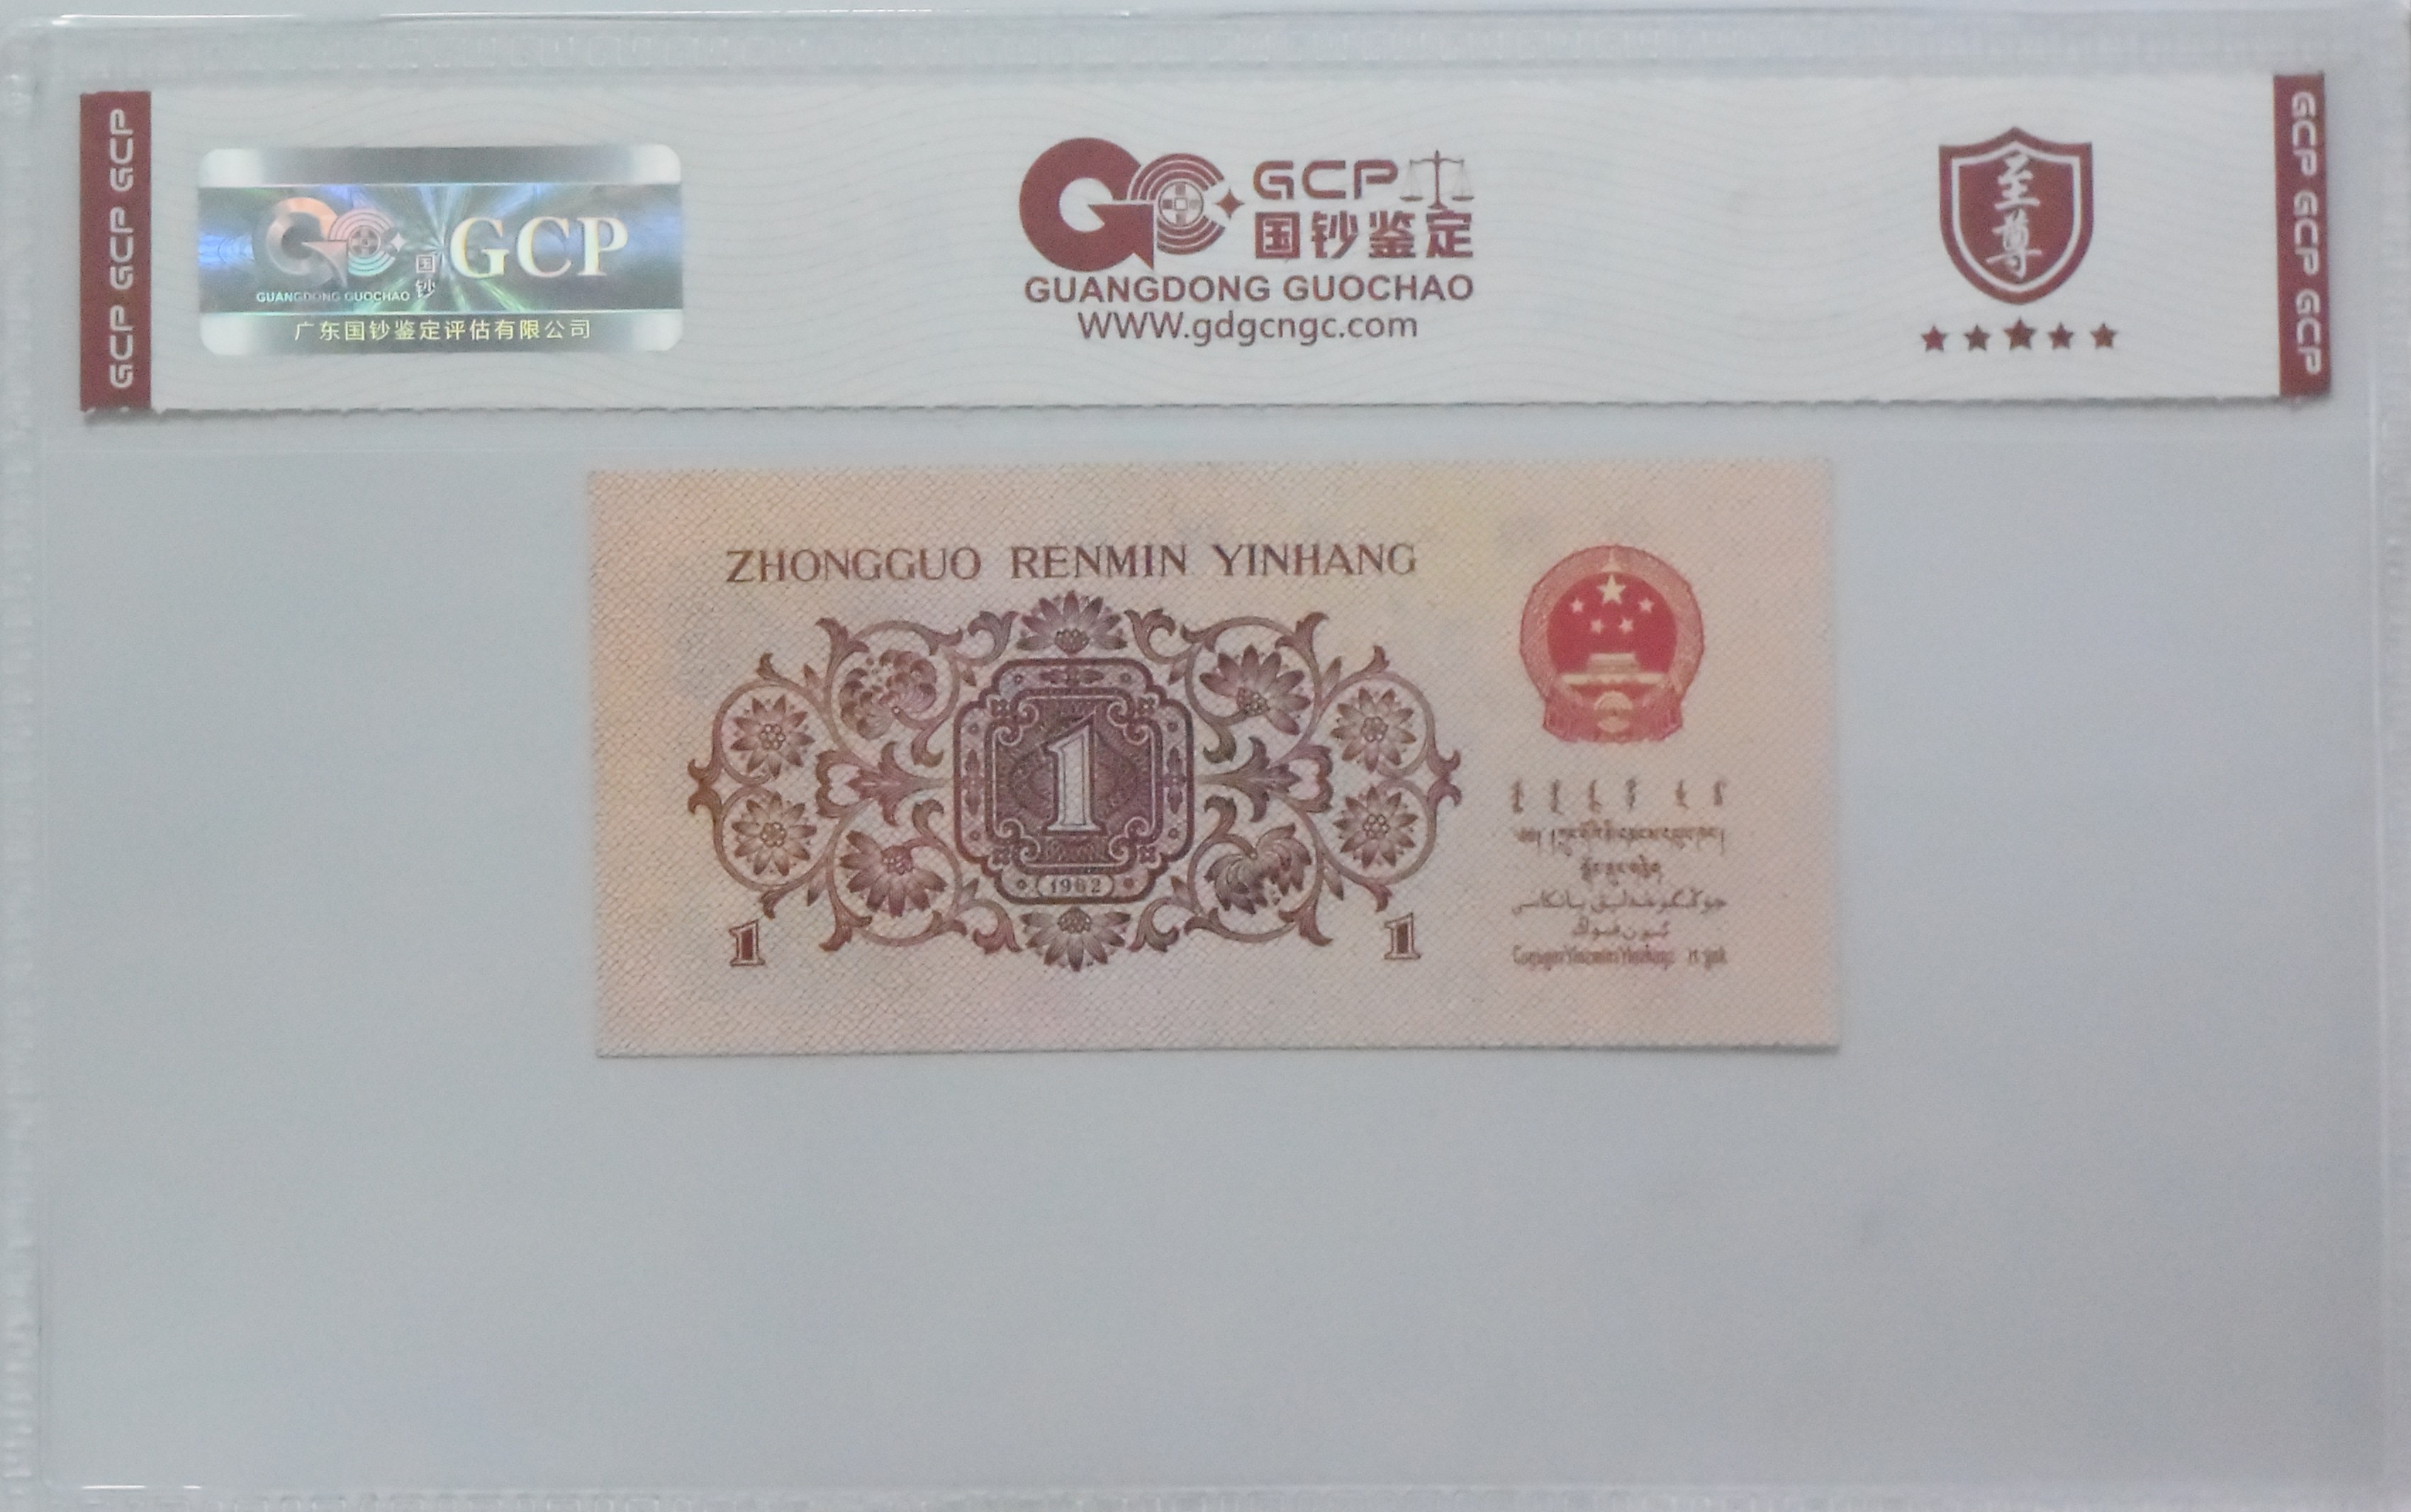 GCP GCP GCP
GUANGDONG GUOCHAO
国钞
GCP
广东国钞鉴定评估有限公司
GCP
国钞鉴定
GUANGDONG GUOCHAO
WWW.gdgcngc.com
至尊
GCP GCP GCP
ZHONGGUO RENMIN YINHANG
1
1962
1
1